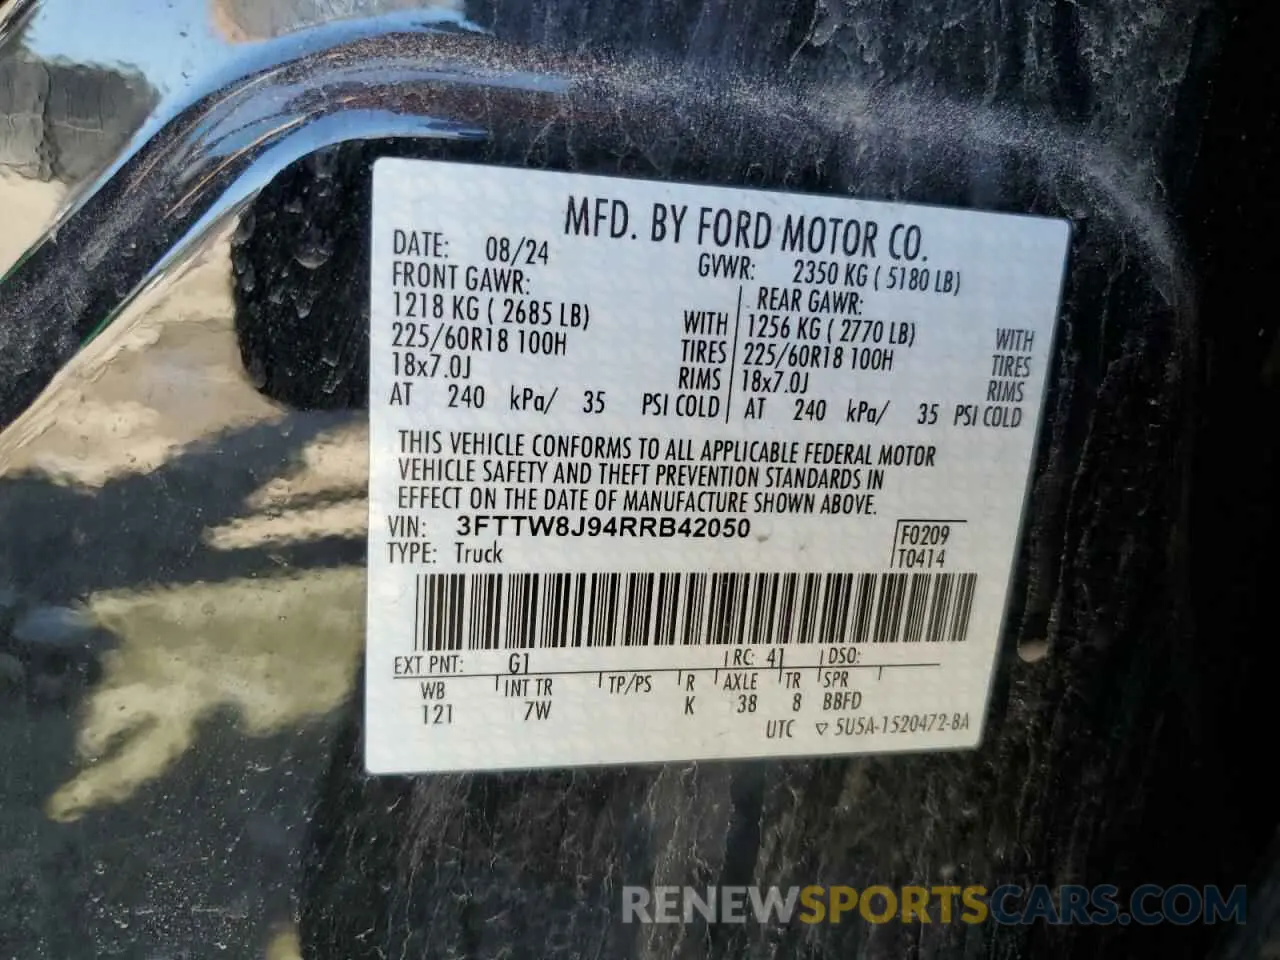 MFD. BY FORD MOTOR CO.
DATE: 08/24
GVWR: 2350 KG ( 5180 LB)
FRONT GAWR:
1218 KG ( 2685 LB) WITH
225/60R18 100H TIRES
18x7.0J RIMS
AT 240 kPa/ 35 PSI COLD
REAR GAWR:
1256 KG ( 2770 LB) WITH
225/60R18 100H TIRES
18x7.0J RIMS
AT 240 kPa/ 35 PSI COLD
THIS VEHICLE CONFORMS TO ALL APPLICABLE FEDERAL MOTOR
VEHICLE SAFETY AND THEFT PREVENTION STANDARDS IN
EFFECT ON THE DATE OF MANUFACTURE SHOWN ABOVE.
VIN: 3FTTW8J94RRB42050
TYPE: Truck
F0209
T0414
EXT PNT: G1 RC: 41 DSO:
WB INT TR TP/PS R AXLE TR SPR
121 7W K 38 8 BBFD
UTC ▽ 5U5A-1520472-BA
RENEWSPORTSCARS.COM